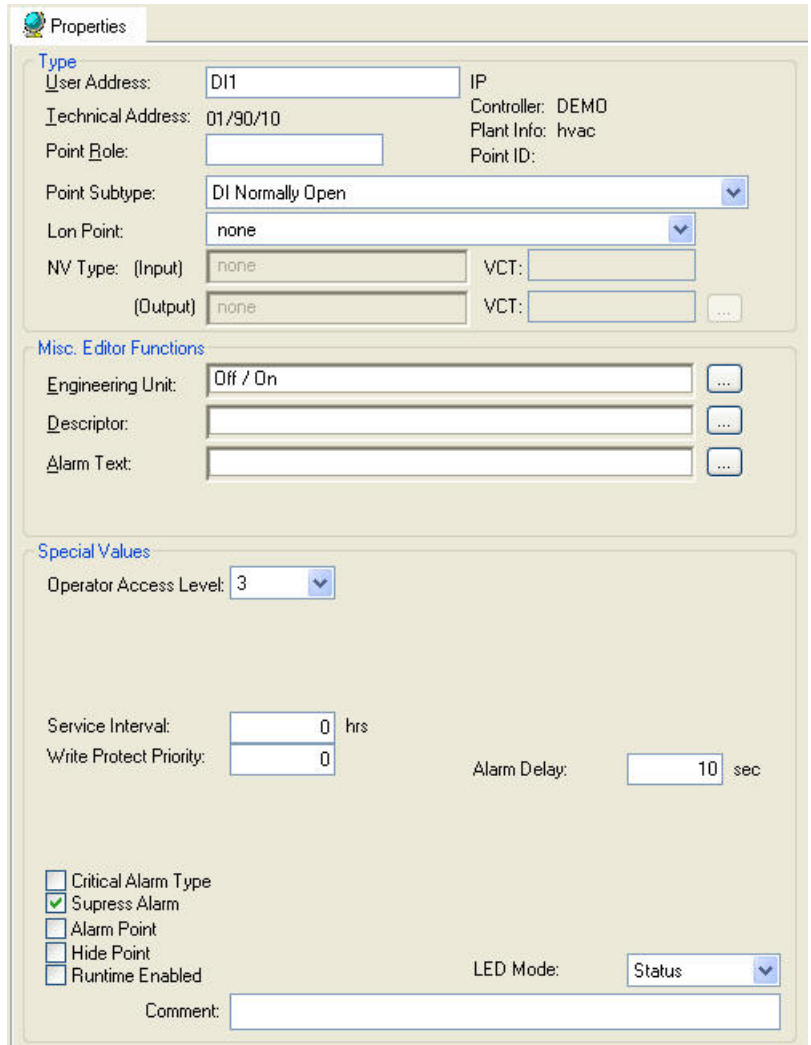 Properties
Type
User Address: DI1 IP
Technical Address: 01/90/10 Controller: DEMO
Plant Info: hvac
Point Role: Point ID:
Point Subtype: DI Normally Open
Lon Point: none
NV Type: (Input) none VCT:
(Output) none VCT: ...
Misc. Editor Functions
Engineering Unit: Off / On ...
Descriptor: ...
Alarm Text: ...
Special Values
Operator Access Level: 3
Service Interval: 0 hrs
Write Protect Priority: 0 Alarm Delay: 10 sec
Critical Alarm Type
Supress Alarm
Alarm Point
Hide Point
Runtime Enabled LED Mode: Status
Comment: